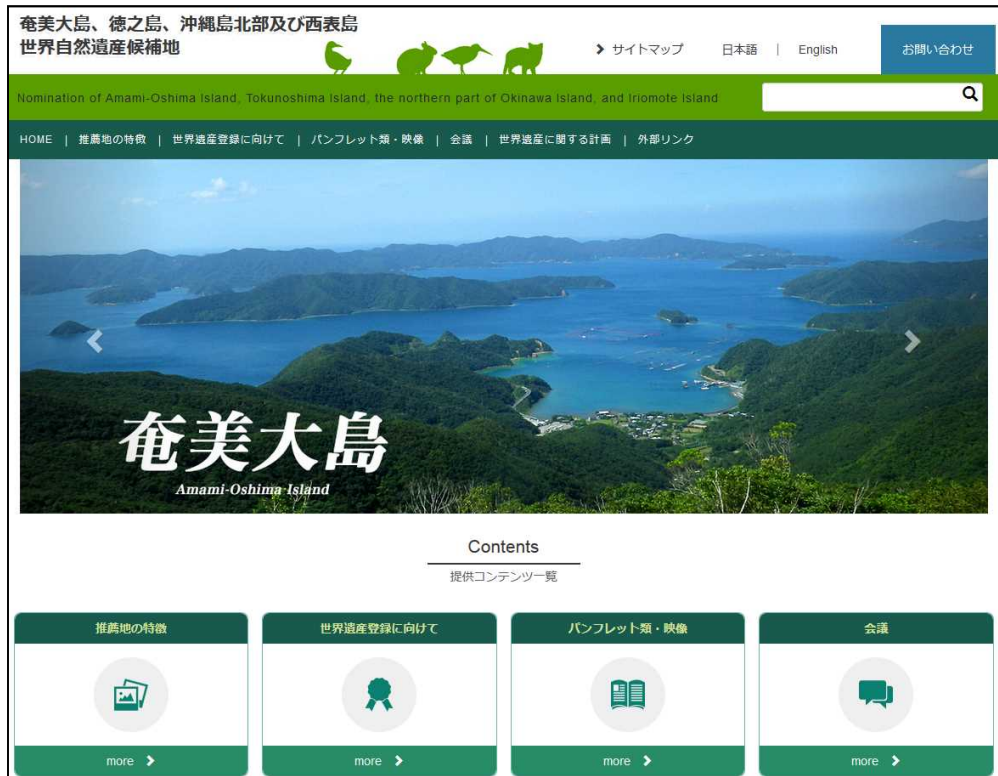 奄美大島、徳之島、沖縄島北部及び西表島
世界自然遺産候補地
サイトマップ 日本語 | English お問い合わせ
Nomination of Amami-Oshima Island, Tokunoshima Island, the northern part of Okinawa Island, and Iriomote Island
HOME | 推薦地の特徴 | 世界遺産登録に向けて | パンフレット類・映像 | 会議 | 世界遺産に関する計画 | 外部リンク
奄美大島
Amami-Oshima Island
Contents
提供コンテンツ一覧
推薦地の特徴 世界遺産登録に向けて パンフレット類・映像 会議
more more more more